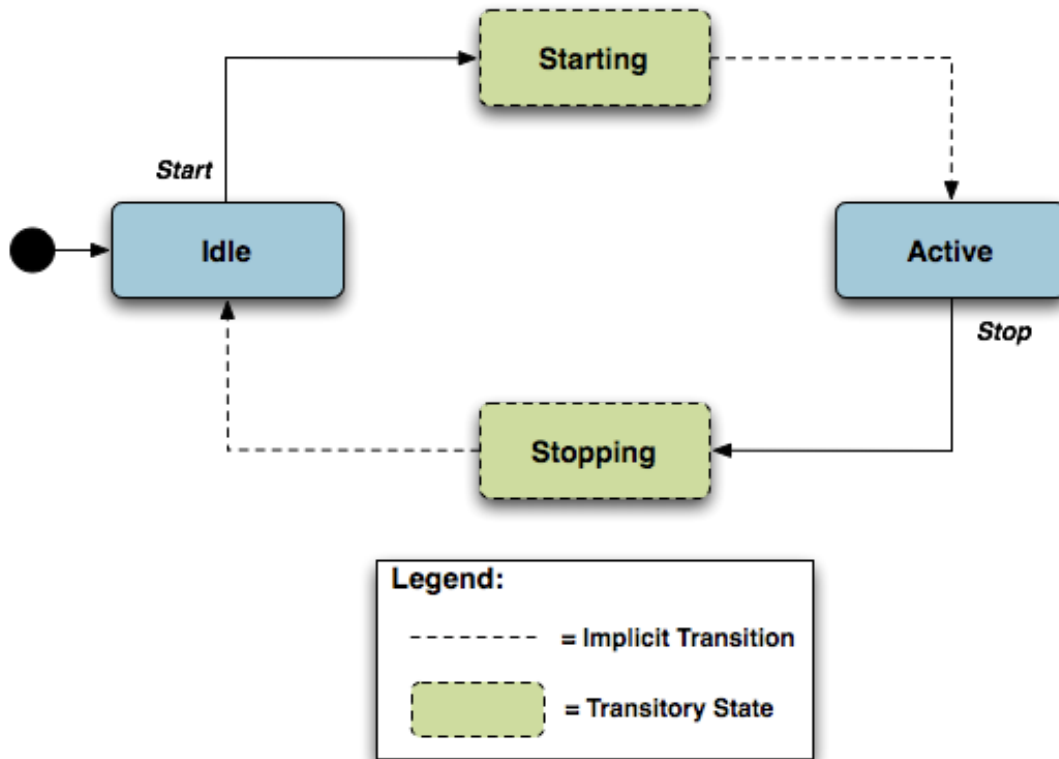 Starting
Start
Idle
Active
Stop
Stopping
Legend:
= Implicit Transition
= Transitory State